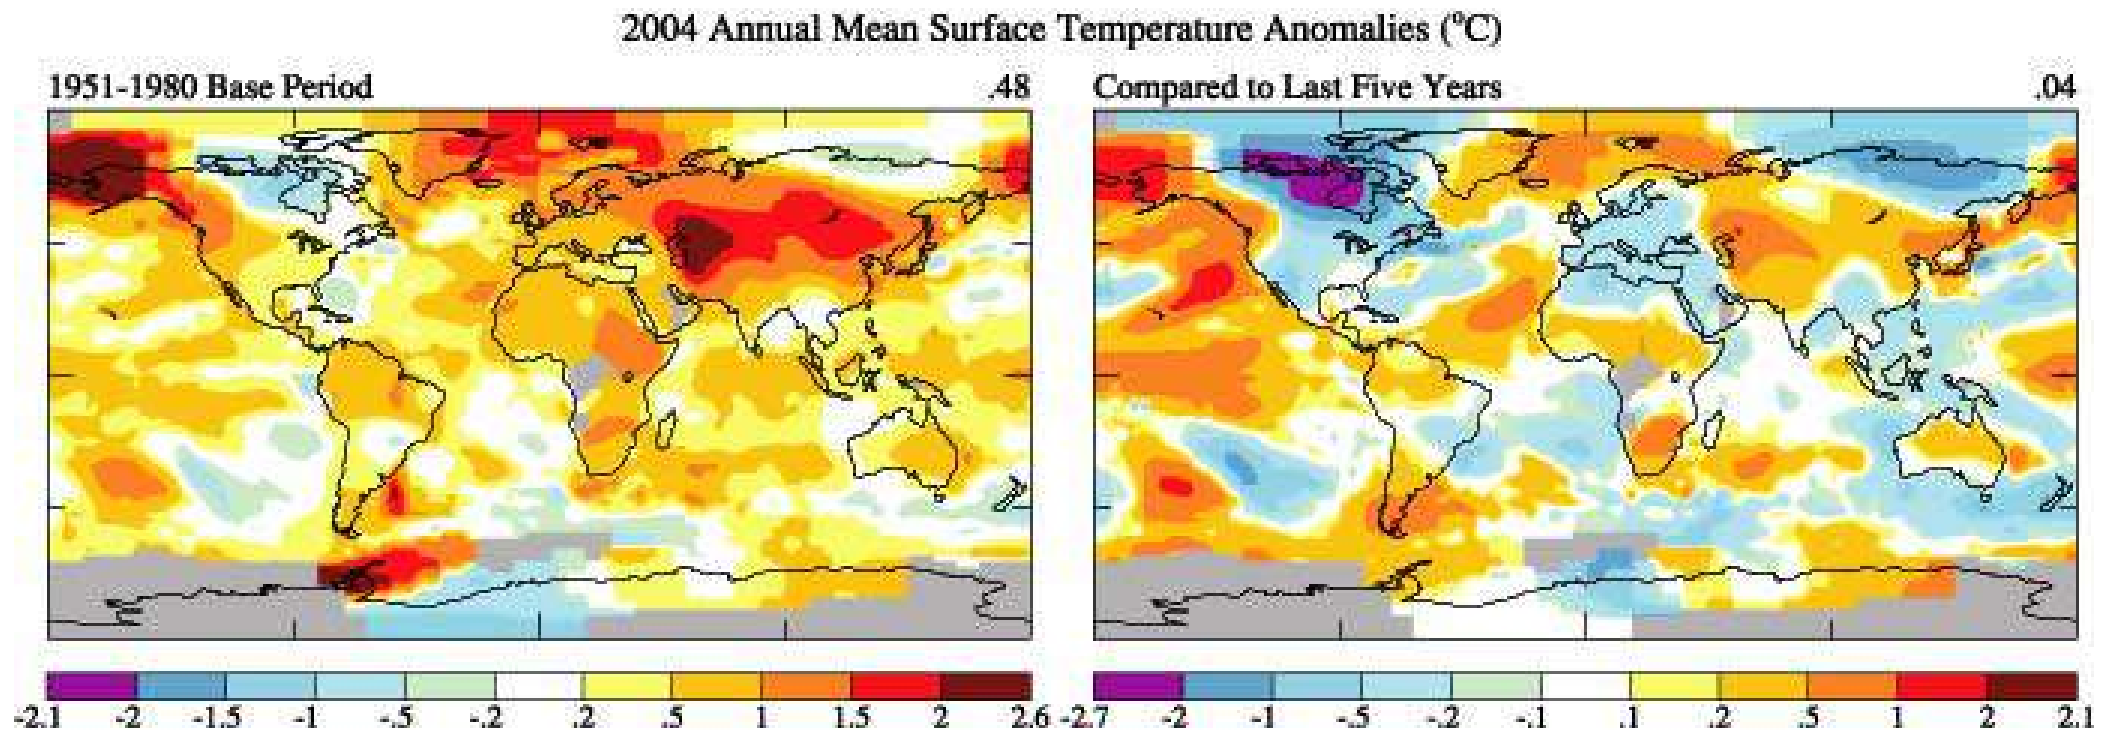 2004 Annual Mean Surface Temperature Anomalies (°C)
1951-1980 Base Period .48
Compared to Last Five Years .04
-2.1 -2 -1.5 -1 -.5 -.2 .2 .5 1 1.5 2 2.6
-2.7 -2 -1 -.5 -.2 -.1 .1 .2 .5 1 2 2.1